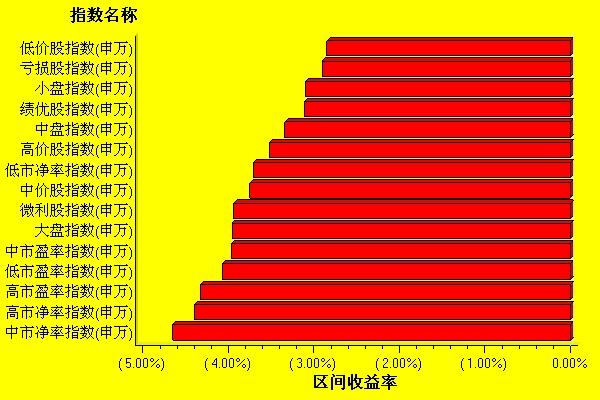 指数名称
低价股指数(申万)
亏损股指数(申万)
小盘指数(申万)
绩优股指数(申万)
中盘指数(申万)
高价股指数(申万)
低市净率指数(申万)
中价股指数(申万)
微利股指数(申万)
大盘指数(申万)
中市盈率指数(申万)
低市盈率指数(申万)
高市盈率指数(申万)
高市净率指数(申万)
中市净率指数(申万)
(5.00%) (4.00%) (3.00%) (2.00%) (1.00%) 0.00%
区间收益率